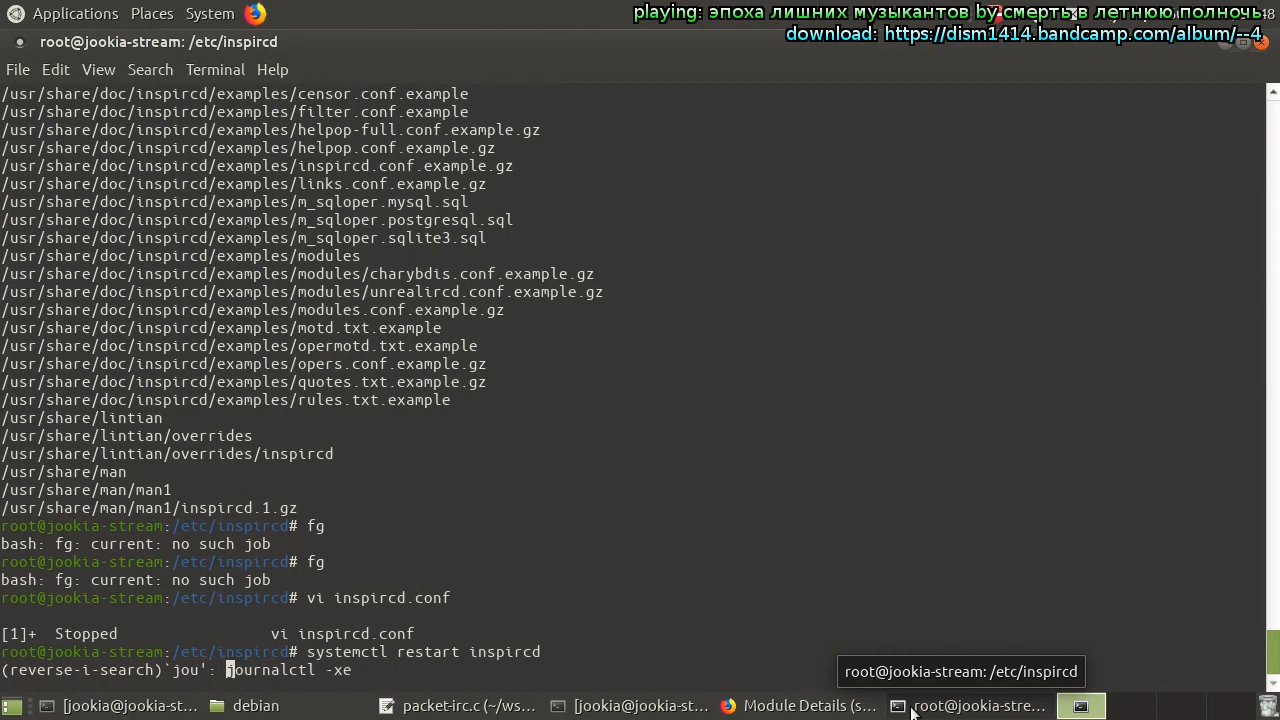 Applications Places System
playing: эпоха лишних музыкантов by смерть в летнюю полночь
48
download: https://dism1414.bandcamp.com/album/--4
root@jookia-stream: /etc/inspircd
File Edit View Search Terminal Help
/usr/share/doc/inspircd/examples/censor.conf.example
/usr/share/doc/inspircd/examples/filter.conf.example
/usr/share/doc/inspircd/examples/helpop-full.conf.example.gz
/usr/share/doc/inspircd/examples/helpop.conf.example.gz
/usr/share/doc/inspircd/examples/inspircd.conf.example.gz
/usr/share/doc/inspircd/examples/links.conf.example.gz
/usr/share/doc/inspircd/examples/m_sqloper.mysql.sql
/usr/share/doc/inspircd/examples/m_sqloper.postgresql.sql
/usr/share/doc/inspircd/examples/m_sqloper.sqlite3.sql
/usr/share/doc/inspircd/examples/modules
/usr/share/doc/inspircd/examples/modules/charybdis.conf.example.gz
/usr/share/doc/inspircd/examples/modules/unrealircd.conf.example.gz
/usr/share/doc/inspircd/examples/modules.conf.example.gz
/usr/share/doc/inspircd/examples/motd.txt.example
/usr/share/doc/inspircd/examples/opermotd.txt.example
/usr/share/doc/inspircd/examples/opers.conf.example.gz
/usr/share/doc/inspircd/examples/quotes.txt.example.gz
/usr/share/doc/inspircd/examples/rules.txt.example
/usr/share/lintian
/usr/share/lintian/overrides
/usr/share/lintian/overrides/inspircd
/usr/share/man
/usr/share/man/man1
/usr/share/man/man1/inspircd.1.gz
root@jookia-stream:/etc/inspircd# fg
bash: fg: current: no such job
root@jookia-stream:/etc/inspircd# fg
bash: fg: current: no such job
root@jookia-stream:/etc/inspircd# vi inspircd.conf
[1]+  Stopped                 vi inspircd.conf
root@jookia-stream:/etc/inspircd# systemctl restart inspircd
(reverse-i-search)`jou': journalctl -xe
root@jookia-stream: /etc/inspircd
[jookia@jookia-st... debian packet-irc.c (~/ws... [jookia@jookia-st... Module Details (s... root@jookia-stre...